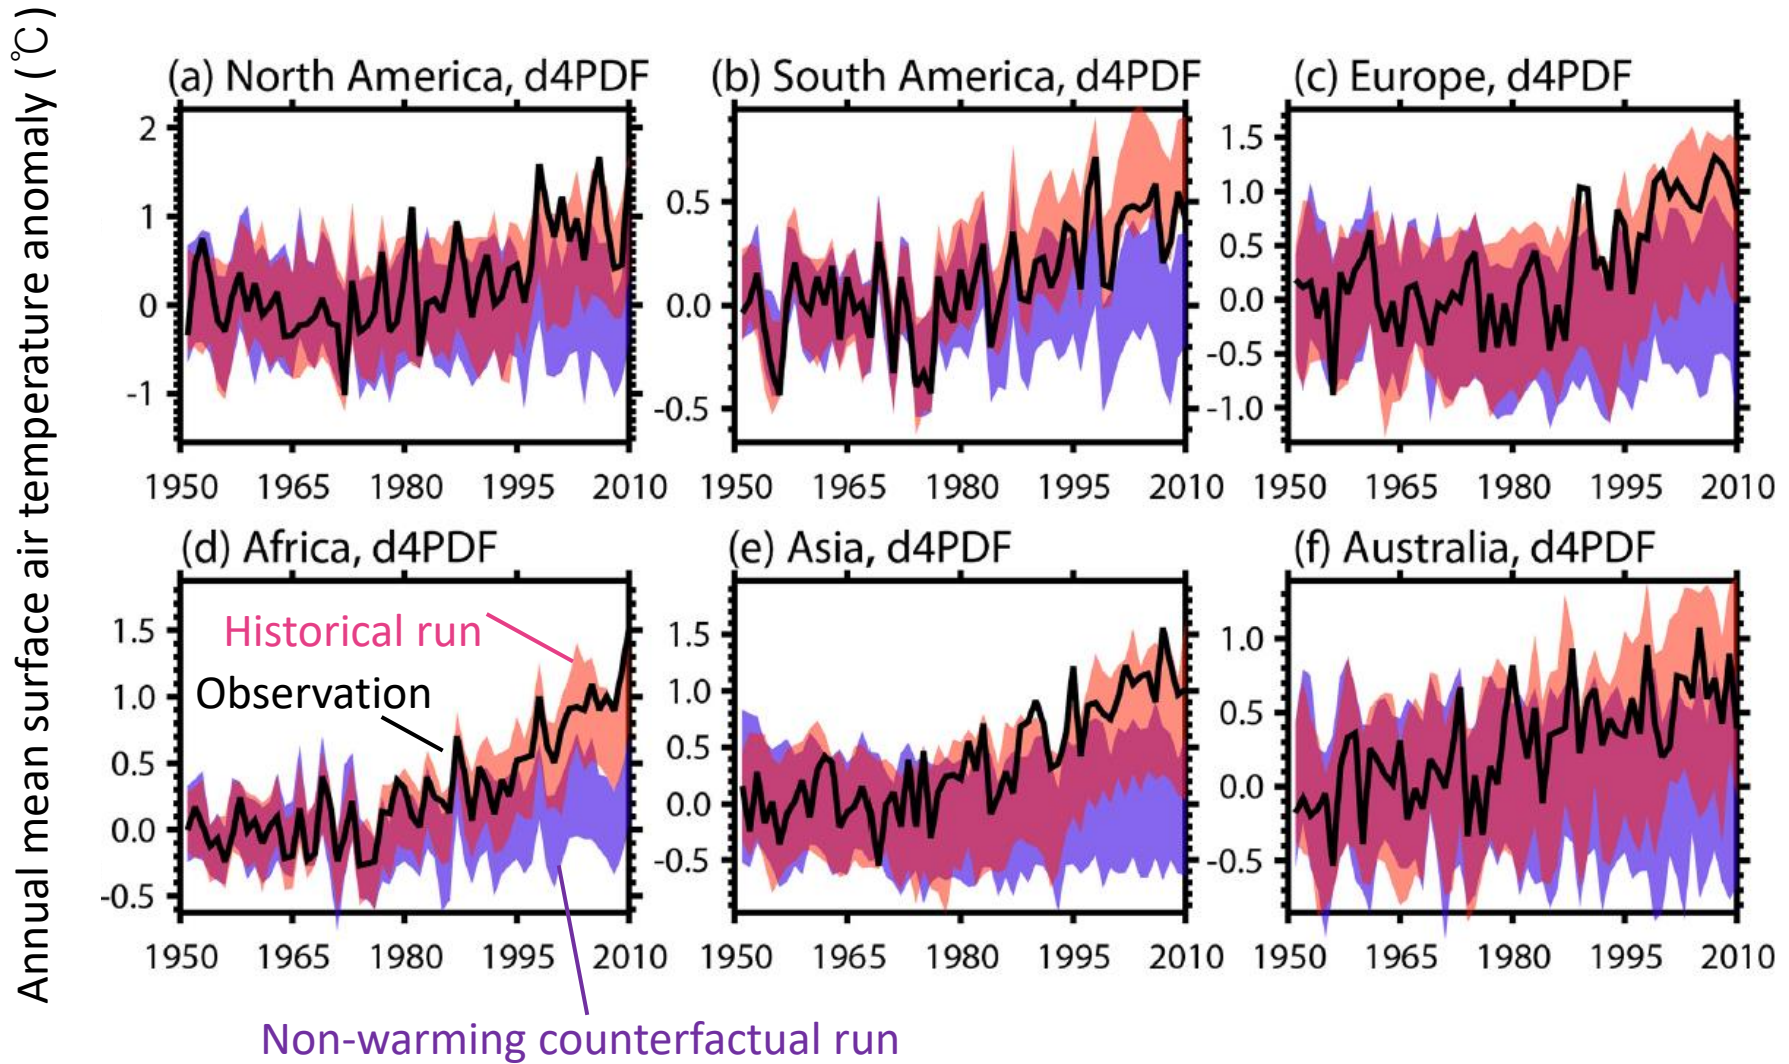 Annual mean surface air temperature anomaly (℃)
(a) North America, d4PDF
2
1
0
-1
1950 1965 1980 1995 2010
(b) South America, d4PDF
0.5
0.0
-0.5
1950 1965 1980 1995 2010
(c) Europe, d4PDF
1.5
1.0
0.5
0.0
-0.5
-1.0
1950 1965 1980 1995 2010
(d) Africa, d4PDF
1.5
1.0
0.5
0.0
-0.5
Historical run
Observation
1950 1965 1980 1995 2010
(e) Asia, d4PDF
1.5
1.0
0.5
0.0
-0.5
1950 1965 1980 1995 2010
(f) Australia, d4PDF
1.0
0.5
0.0
-0.5
1950 1965 1980 1995 2010
Non-warming counterfactual run